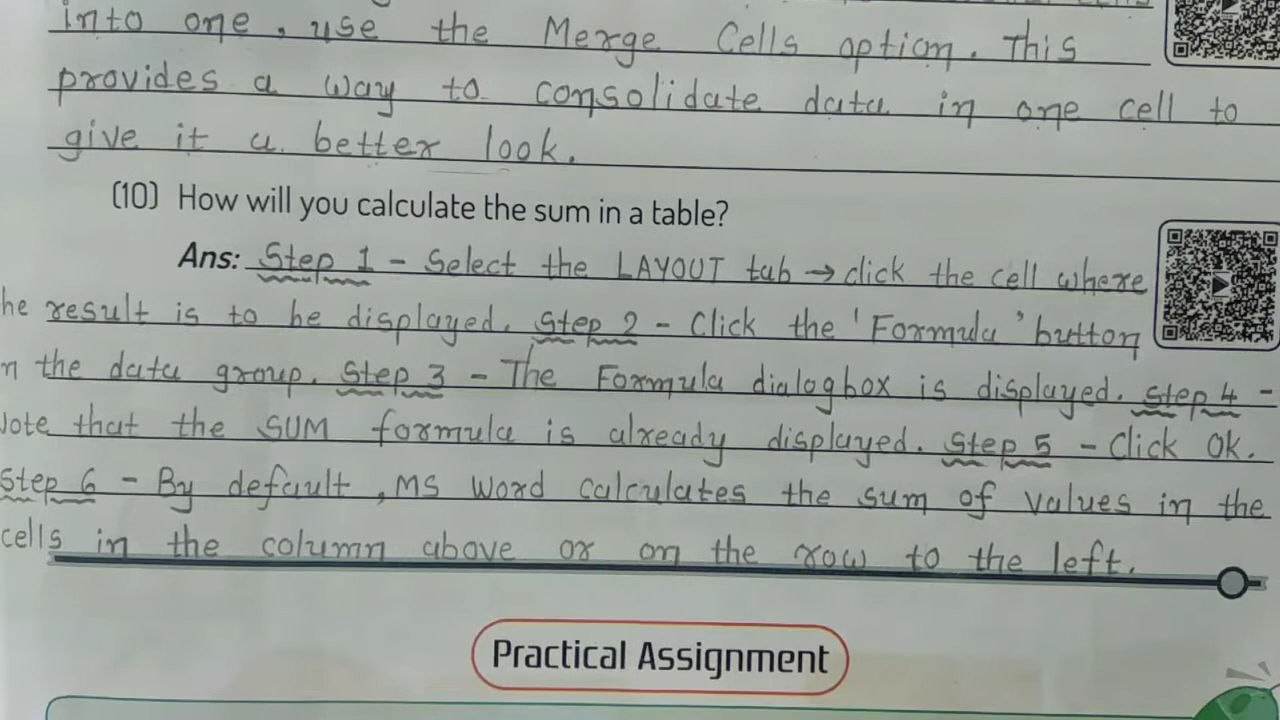 into one, use the Merge Cells option. This
provides a way to consolidate data in one cell to
give it a better look.
(10) How will you calculate the sum in a table?
Ans: Step 1 - Select the LAYOUT tab → click the cell where
he result is to be displayed. Step 2 - Click the 'Formula' button
n the data group. Step 3 - The Formula dialogbox is displayed. Step 4 -
Note that the SUM formula is already displayed. Step 5 - Click Ok.
Step 6 - By default, MS Word calculates the sum of values in the
cells in the column above or on the row to the left.
Practical Assignment